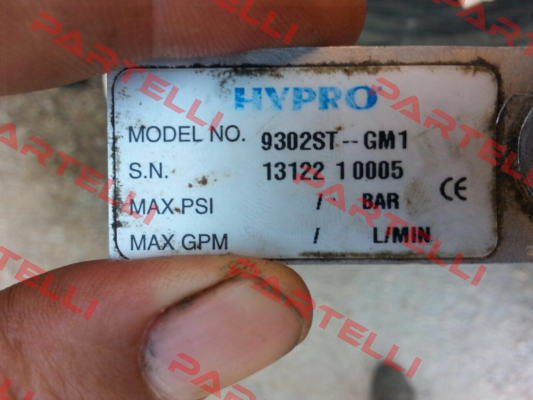 HYPRO
MODEL NO. 9302ST--GM1
S.N. 13122 10005
MAX PSI / BAR
MAX GPM / L/MIN
CE
PARTELLI
PARTELLI
PARTELLI
PARTELLI
PARTELLI